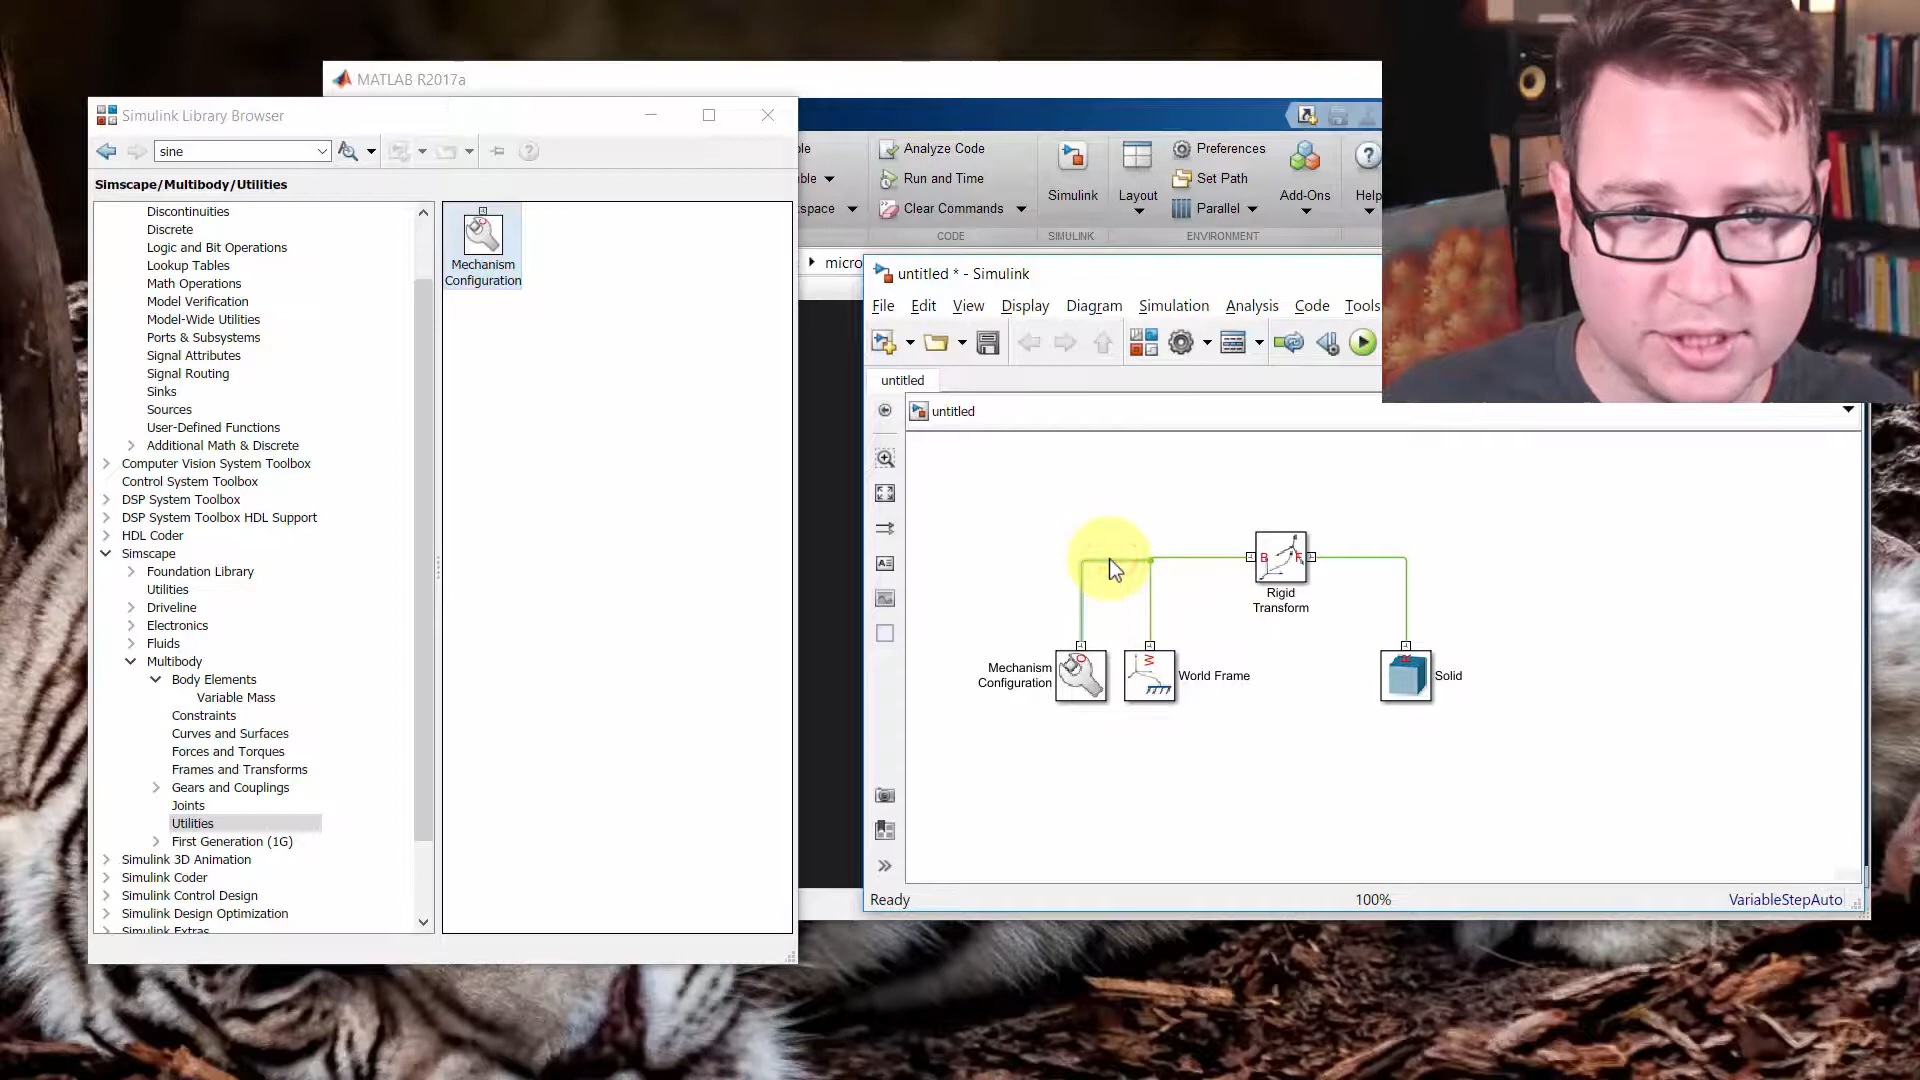 MATLAB R2017a
Simulink Library Browser
sine
Simscape/Multibody/Utilities
Discontinuities
Discrete
Logic and Bit Operations
Lookup Tables
Math Operations
Model Verification
Model-Wide Utilities
Ports & Subsystems
Signal Attributes
Signal Routing
Sinks
Sources
User-Defined Functions
Additional Math & Discrete
Computer Vision System Toolbox
Control System Toolbox
DSP System Toolbox
DSP System Toolbox HDL Support
HDL Coder
Simscape
Foundation Library
Utilities
Driveline
Electronics
Fluids
Multibody
Body Elements
Variable Mass
Constraints
Curves and Surfaces
Forces and Torques
Frames and Transforms
Gears and Couplings
Joints
Utilities
First Generation (1G)
Simulink 3D Animation
Simulink Coder
Simulink Control Design
Simulink Design Optimization
Simulink Extras
Mechanism
Configuration
Analyze Code
Run and Time
Clear Commands
CODE
Simulink
SIMULINK
Layout
Preferences
Set Path
Parallel
ENVIRONMENT
Add-Ons
Help
micro
untitled * - Simulink
File Edit View Display Diagram Simulation Analysis Code Tools
untitled
untitled
B F
Rigid
Transform
Mechanism
Configuration
C
W
World Frame
R
Solid
Ready
100%
VariableStepAuto